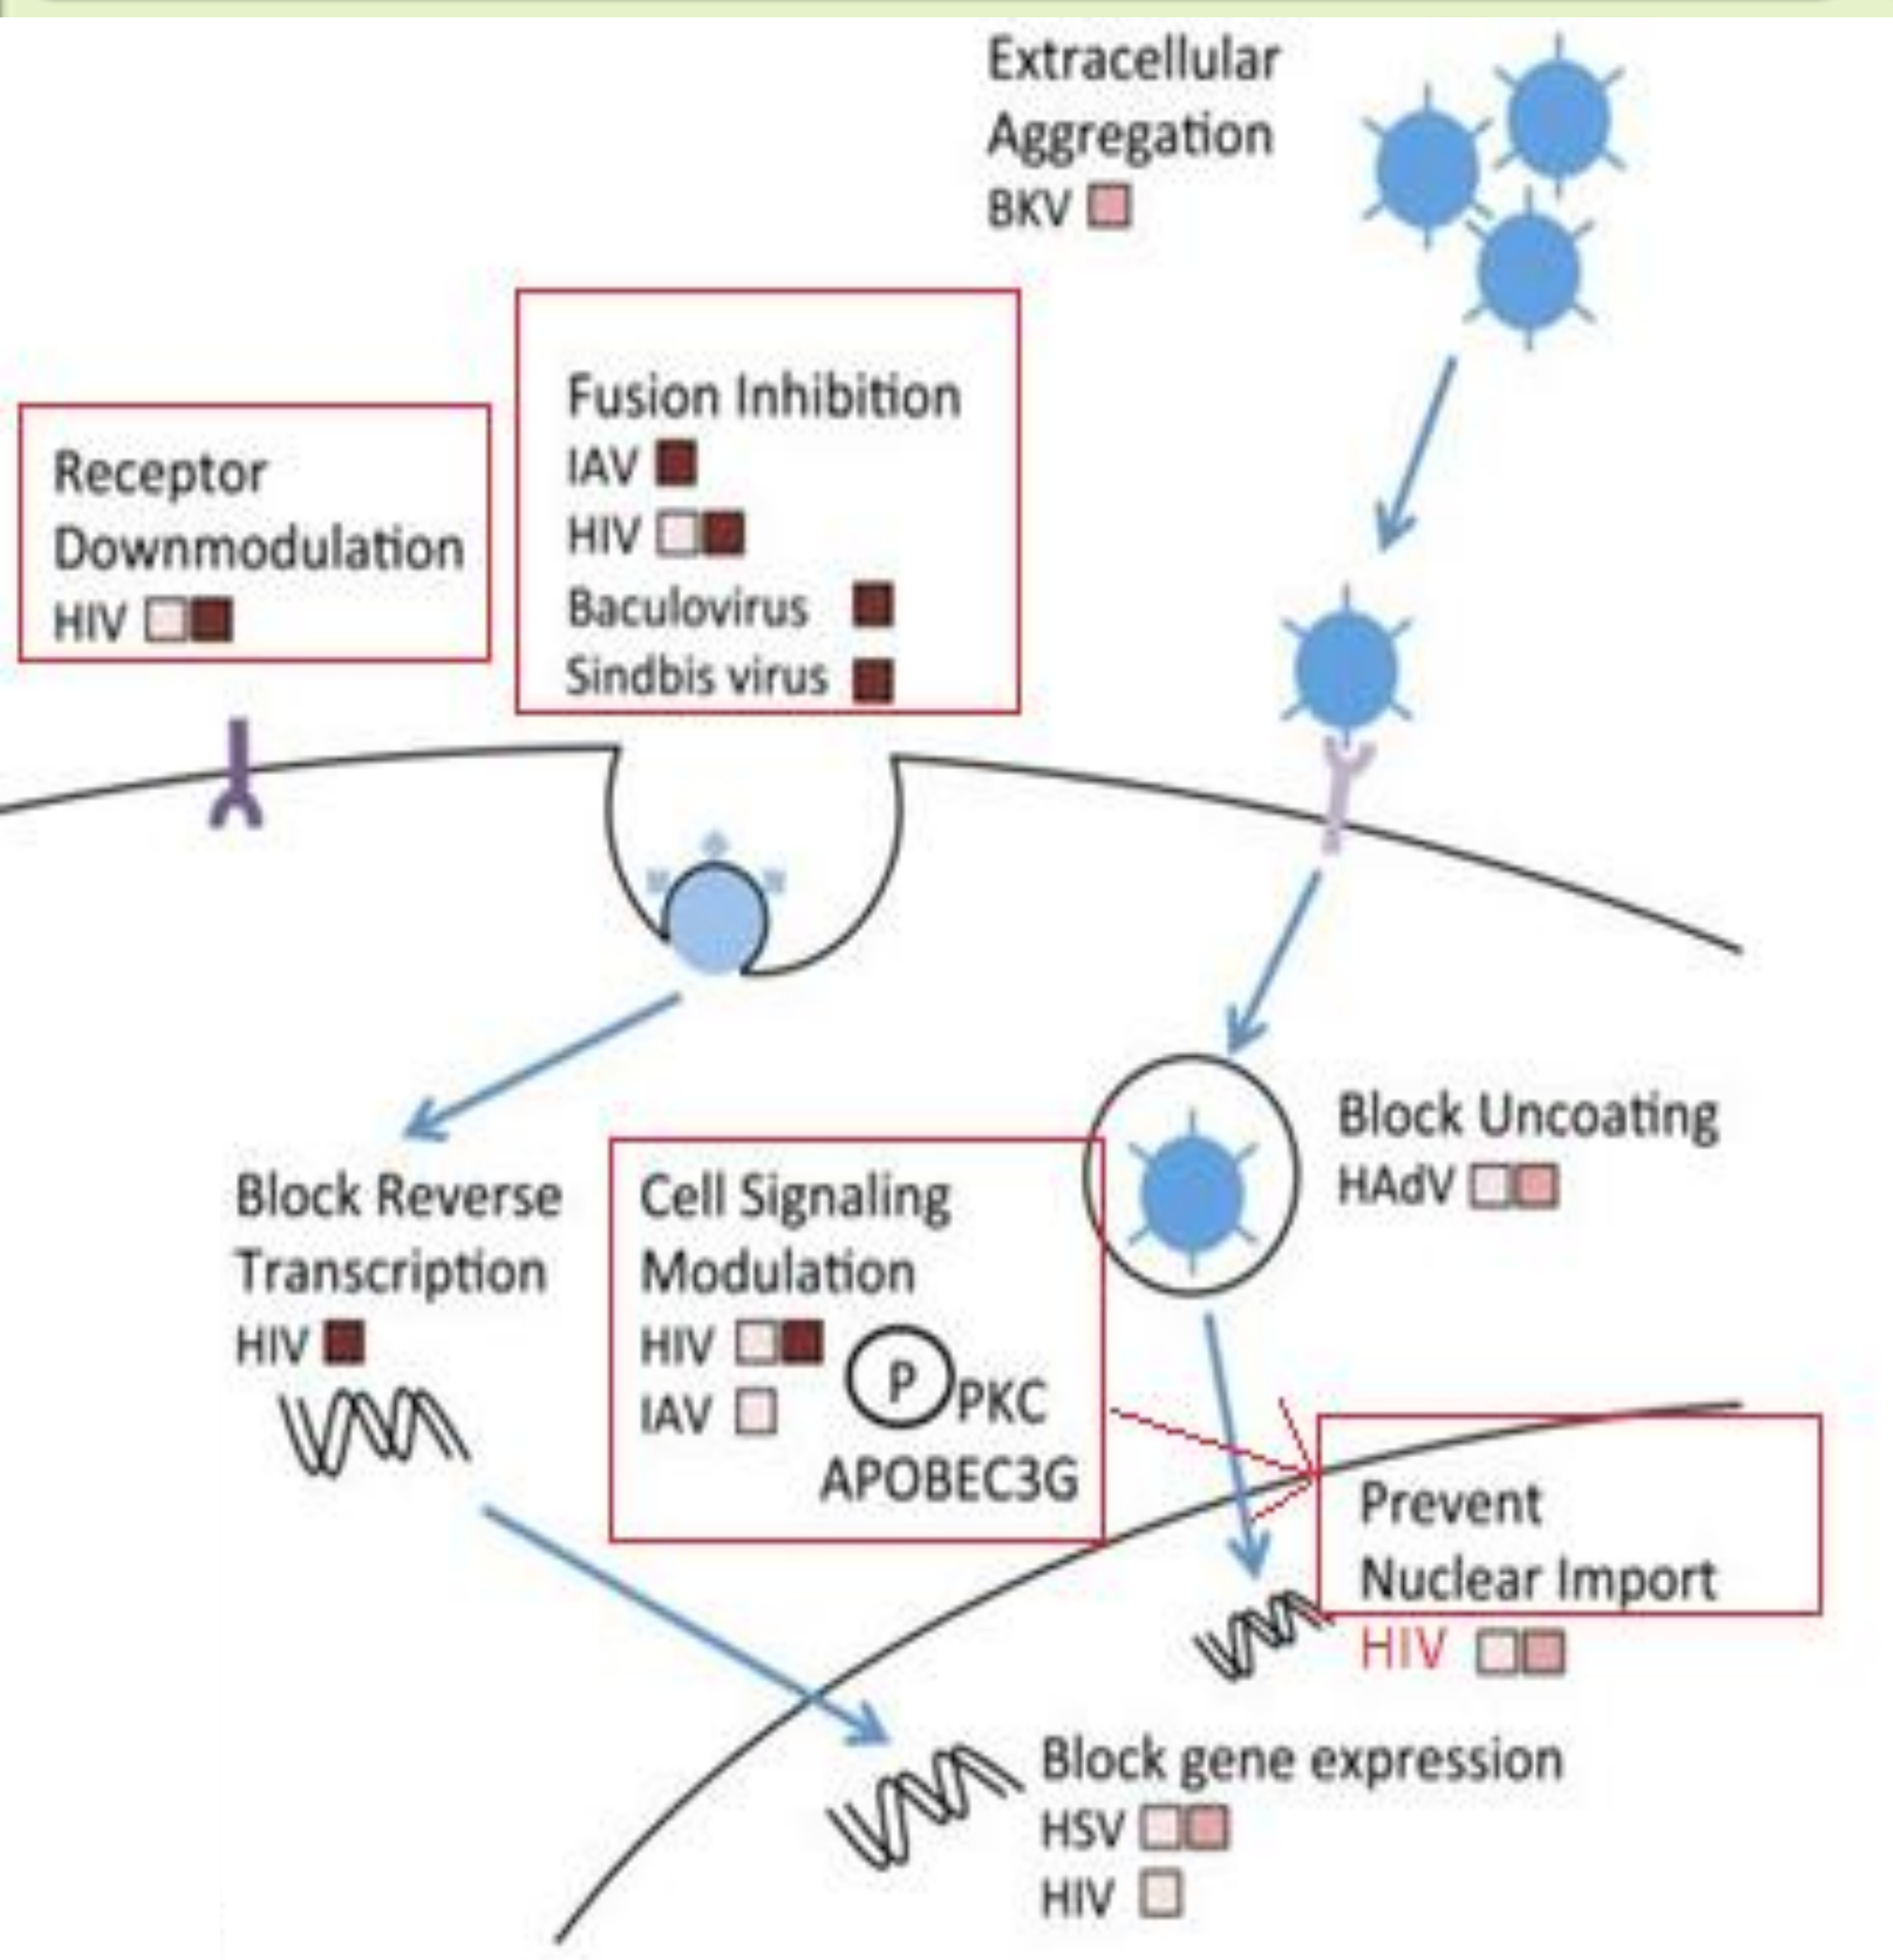 Extracellular
Aggregation
BKV
Fusion Inhibition
IAV
HIV
Baculovirus
Sindbis virus
Receptor
Downmodulation
HIV
Block Uncoating
HAdV
Block Reverse
Transcription
HIV
Cell Signaling
Modulation
HIV
IAV
P
PKC
APOBEC3G
Prevent
Nuclear Import
HIV
Block gene expression
HSV
HIV